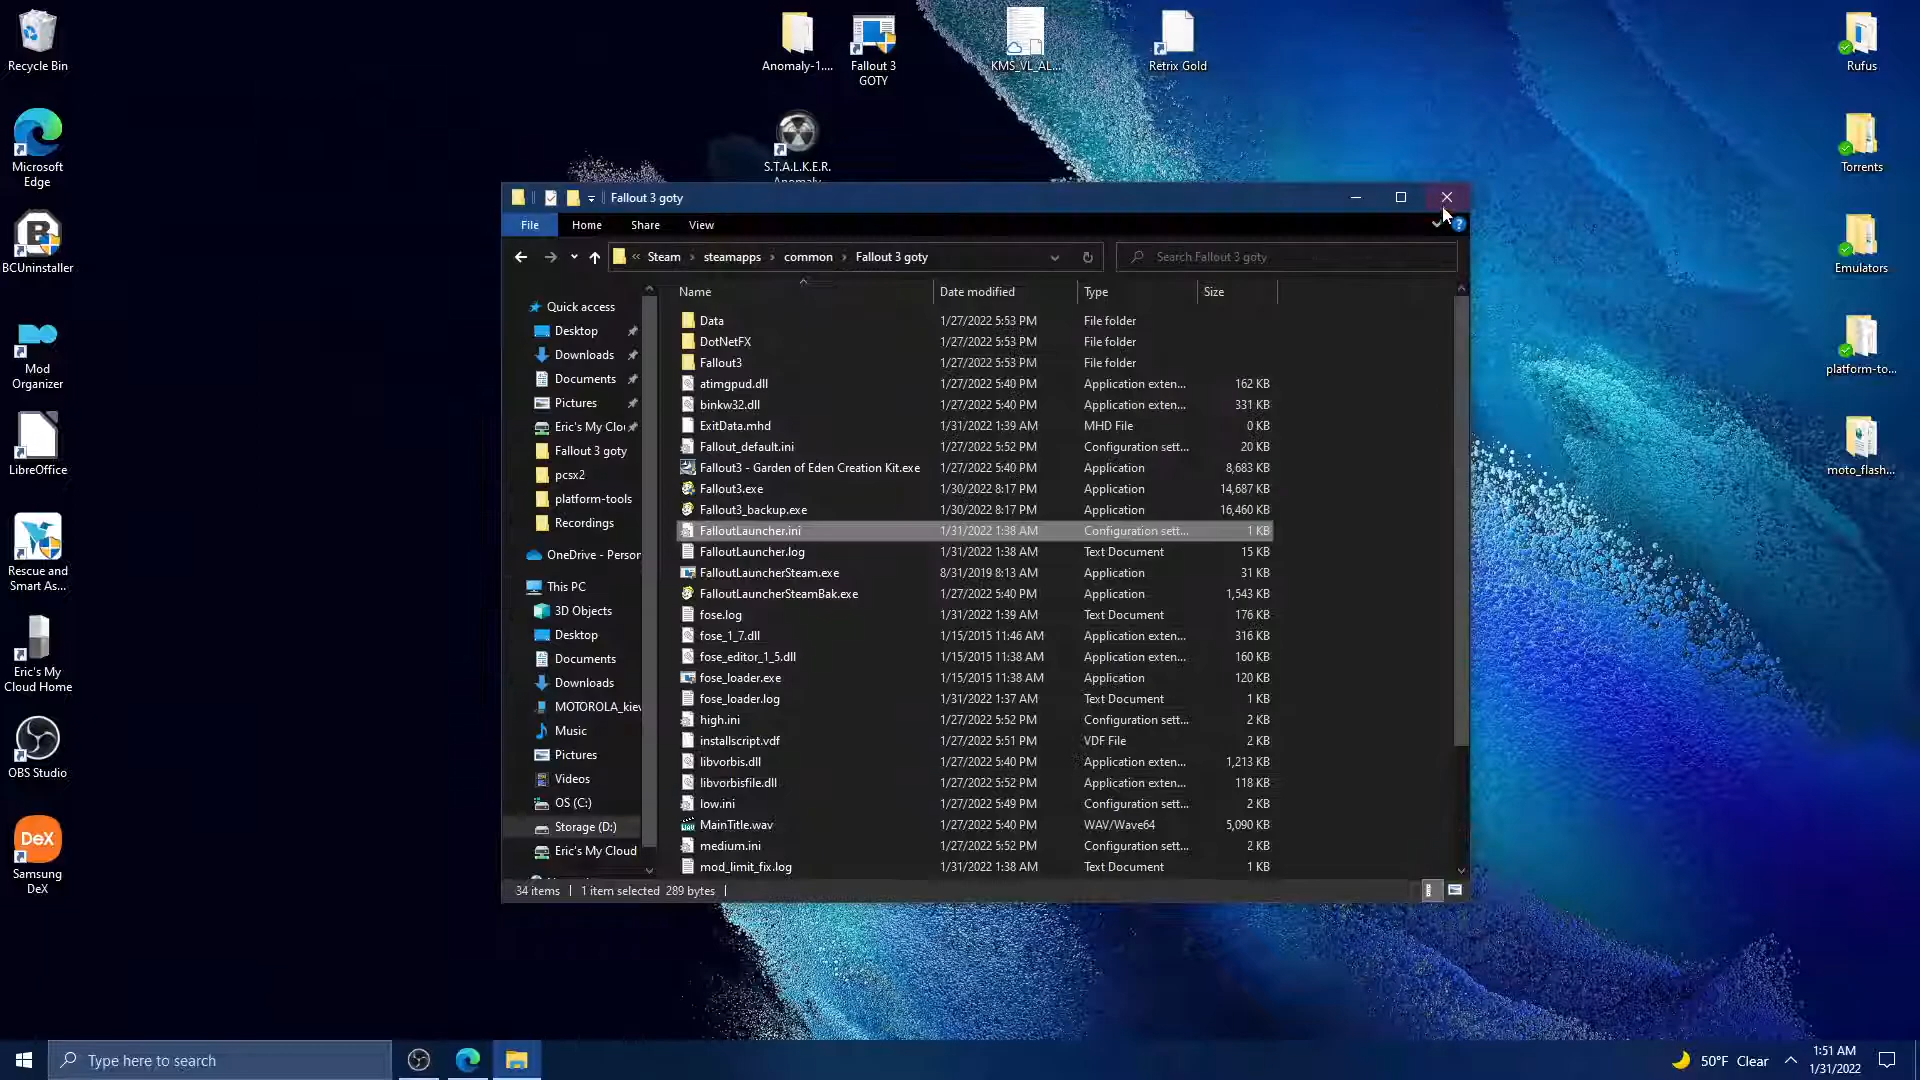 Recycle Bin
Microsoft
Edge
BCUninstaller
Mod
Organizer
LibreOffice
Rescue and
Smart As...
Eric's My
Cloud Home
OBS Studio
DeX
Samsung
DeX
Anomaly-1....
Fallout 3
GOTY
KMS_VL_AL...
Retrix Gold
S.T.A.L.K.E.R.
Anomaly
Rufus
Torrents
Emulators
platform-to...
moto_flash...
Fallout 3 goty
File Home Share View
« Steam › steamapps › common › Fallout 3 goty
Search Fallout 3 goty
Quick access
Desktop
Downloads
Documents
Pictures
Eric's My Clou
Fallout 3 goty
pcsx2
platform-tools
Recordings
OneDrive - Person
This PC
3D Objects
Desktop
Documents
Downloads
MOTOROLA_kiev
Music
Pictures
Videos
OS (C:)
Storage (D:)
Eric's My Cloud
Name Date modified Type Size
Data 1/27/2022 5:53 PM File folder
DotNetFX 1/27/2022 5:53 PM File folder
Fallout3 1/27/2022 5:53 PM File folder
atimgpud.dll 1/27/2022 5:40 PM Application exten... 162 KB
binkw32.dll 1/27/2022 5:40 PM Application exten... 331 KB
ExitData.mhd 1/31/2022 1:39 AM MHD File 0 KB
Fallout_default.ini 1/27/2022 5:52 PM Configuration sett... 20 KB
Fallout3 - Garden of Eden Creation Kit.exe 1/27/2022 5:40 PM Application 8,683 KB
Fallout3.exe 1/30/2022 8:17 PM Application 14,687 KB
Fallout3_backup.exe 1/30/2022 8:17 PM Application 16,460 KB
FalloutLauncher.ini 1/31/2022 1:38 AM Configuration sett... 1 KB
FalloutLauncher.log 1/31/2022 1:38 AM Text Document 15 KB
FalloutLauncherSteam.exe 8/31/2019 8:13 AM Application 31 KB
FalloutLauncherSteamBak.exe 1/27/2022 5:40 PM Application 1,543 KB
fose.log 1/31/2022 1:39 AM Text Document 176 KB
fose_1_7.dll 1/15/2015 11:46 AM Application exten... 316 KB
fose_editor_1_5.dll 1/15/2015 11:38 AM Application exten... 160 KB
fose_loader.exe 1/15/2015 11:38 AM Application 120 KB
fose_loader.log 1/31/2022 1:37 AM Text Document 1 KB
high.ini 1/27/2022 5:52 PM Configuration sett... 2 KB
installscript.vdf 1/27/2022 5:51 PM VDF File 2 KB
libvorbis.dll 1/27/2022 5:40 PM Application exten... 1,213 KB
libvorbisfile.dll 1/27/2022 5:52 PM Application exten... 118 KB
low.ini 1/27/2022 5:49 PM Configuration sett... 2 KB
MainTitle.wav 1/27/2022 5:40 PM WAV/Wave64 5,090 KB
medium.ini 1/27/2022 5:52 PM Configuration sett... 2 KB
mod_limit_fix.log 1/31/2022 1:38 AM Text Document 1 KB
34 items 1 item selected 289 bytes
Type here to search
50°F Clear
1:51 AM
1/31/2022